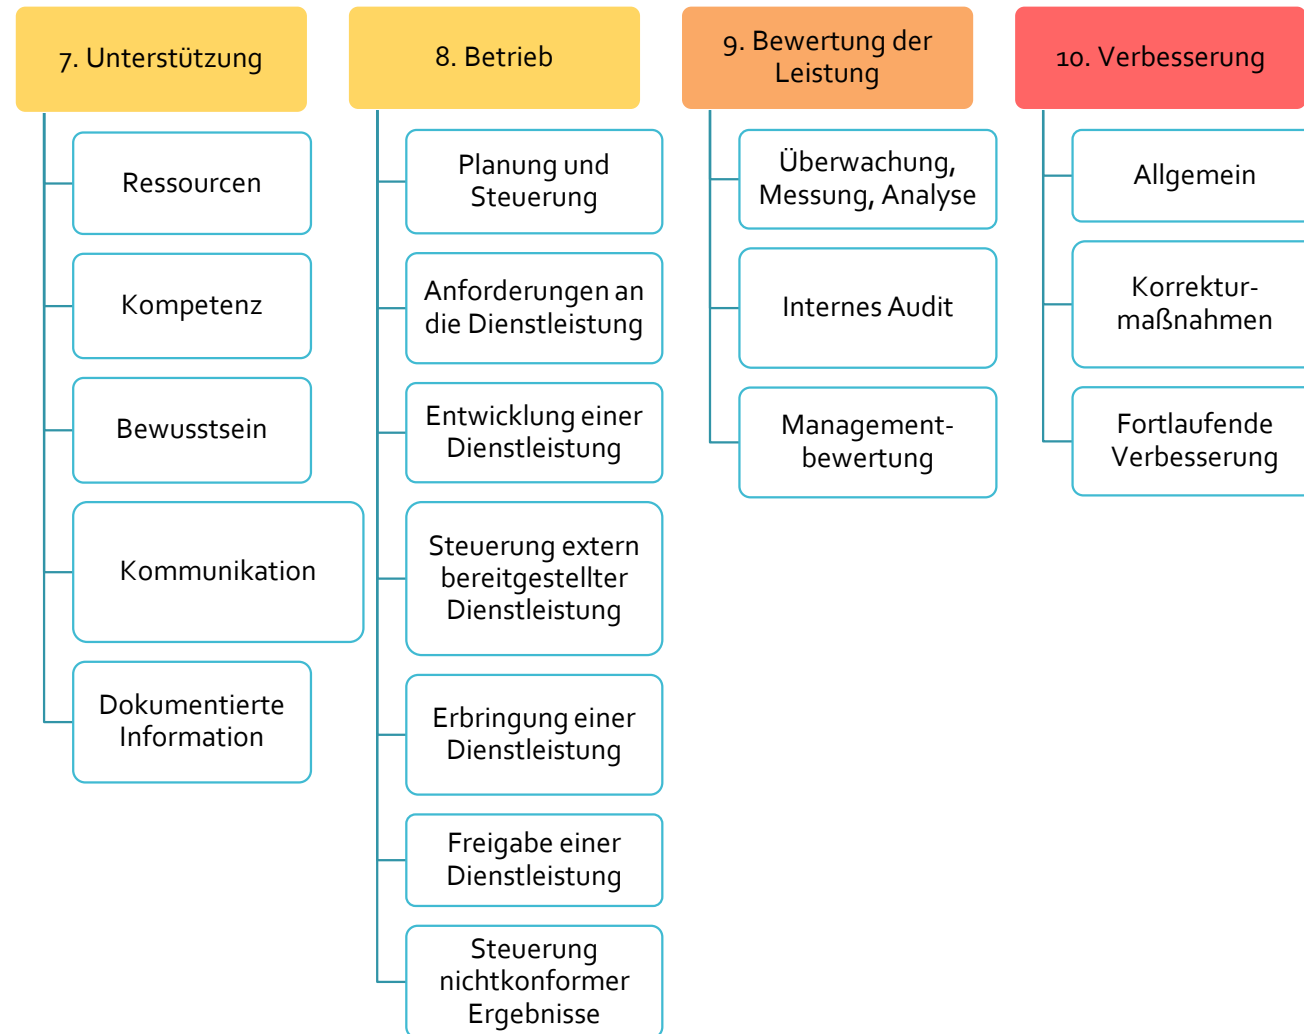 7. Unterstützung
Ressourcen
Kompetenz
Bewusstsein
Kommunikation
Dokumentierte
Information
8. Betrieb
Planung und
Steuerung
Anforderungen an
die Dienstleistung
Entwicklung einer
Dienstleistung
Steuerung extern
bereitgestellter
Dienstleistung
Erbringung einer
Dienstleistung
Freigabe einer
Dienstleistung
Steuerung
nichtkonformer
Ergebnisse
9. Bewertung der
Leistung
Überwachung,
Messung, Analyse
Internes Audit
Management-
bewertung
10. Verbesserung
Allgemein
Korrektur-
maßnahmen
Fortlaufende
Verbesserung